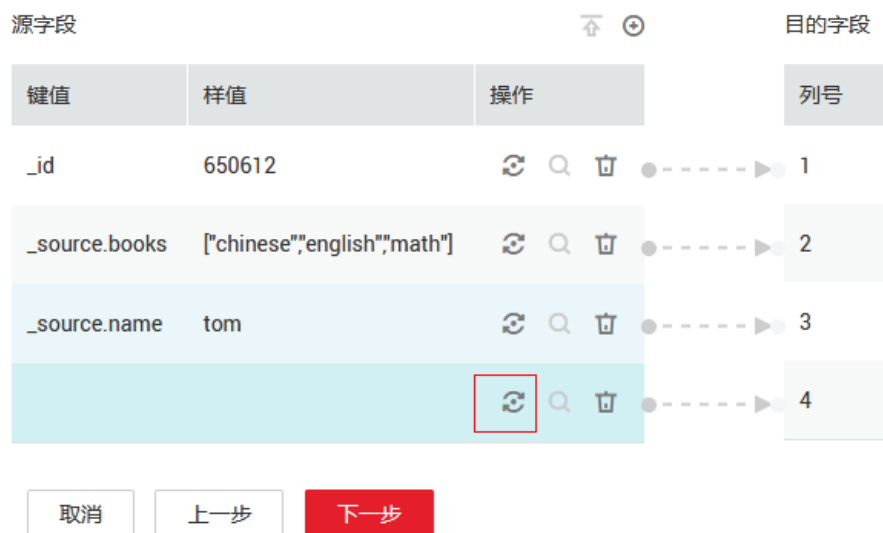 源字段 目的字段
键值 样值 操作 列号
_id 650612 1
_source.books ["chinese","english","math"] 2
_source.name tom 3
4
取消 上一步 下一步